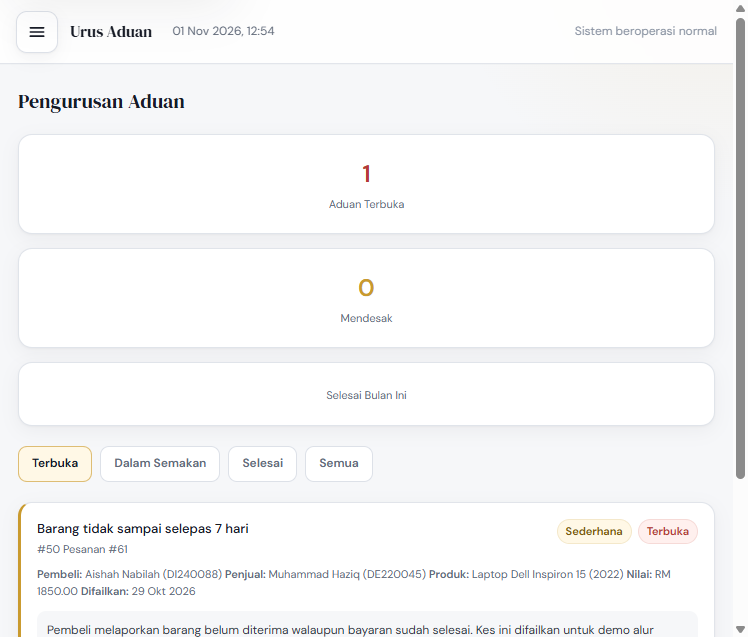 Urus Aduan
01 Nov 2026, 12:54
Sistem beroperasi normal
Pengurusan Aduan
1
Aduan Terbuka
0
Mendesak
Selesai Bulan Ini
Terbuka
Dalam Semakan
Selesai
Semua
Barang tidak sampai selepas 7 hari
Sederhana
Terbuka
#50 Pesanan #61
Pembeli: Aishah Nabilah (DI240088) Penjual: Muhammad Haziq (DE220045) Produk: Laptop Dell Inspiron 15 (2022) Nilai: RM
1850.00 Difailkan: 29 Okt 2026
Pembeli melaporkan barang belum diterima walaupun bayaran sudah selesai. Kes ini difailkan untuk demo alur